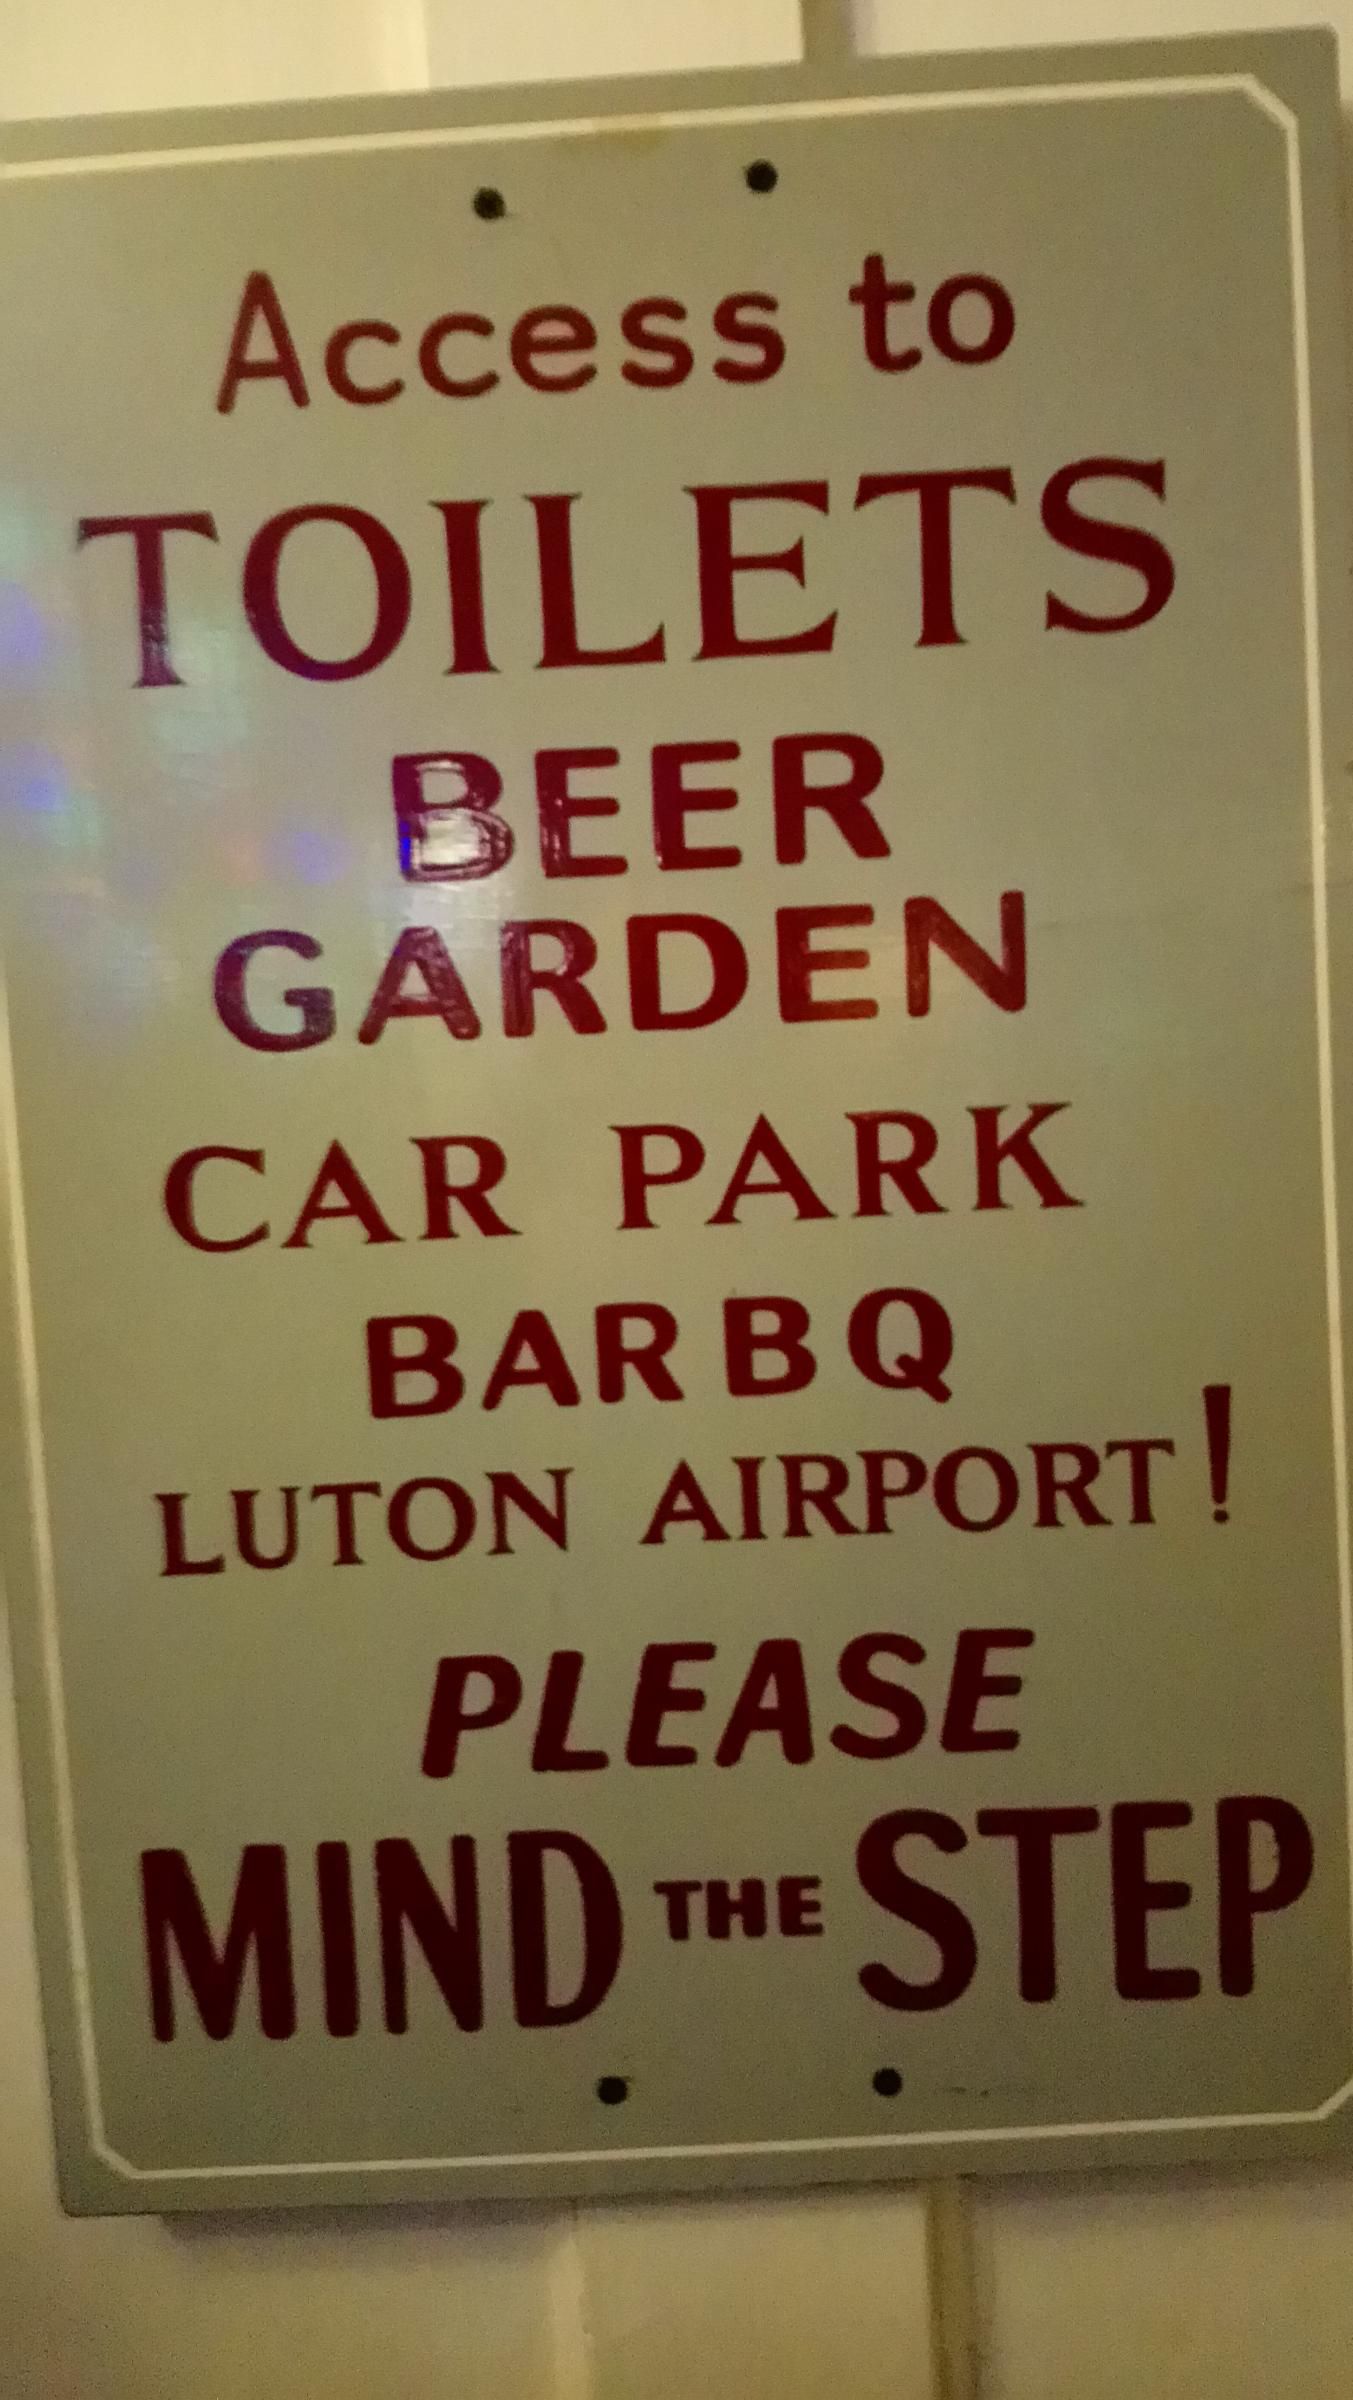 Access to
TOILETS
BEER
GARDEN
CAR PARK
BAR B Q
LUTON AIRPORT!
PLEASE
MIND THE STEP